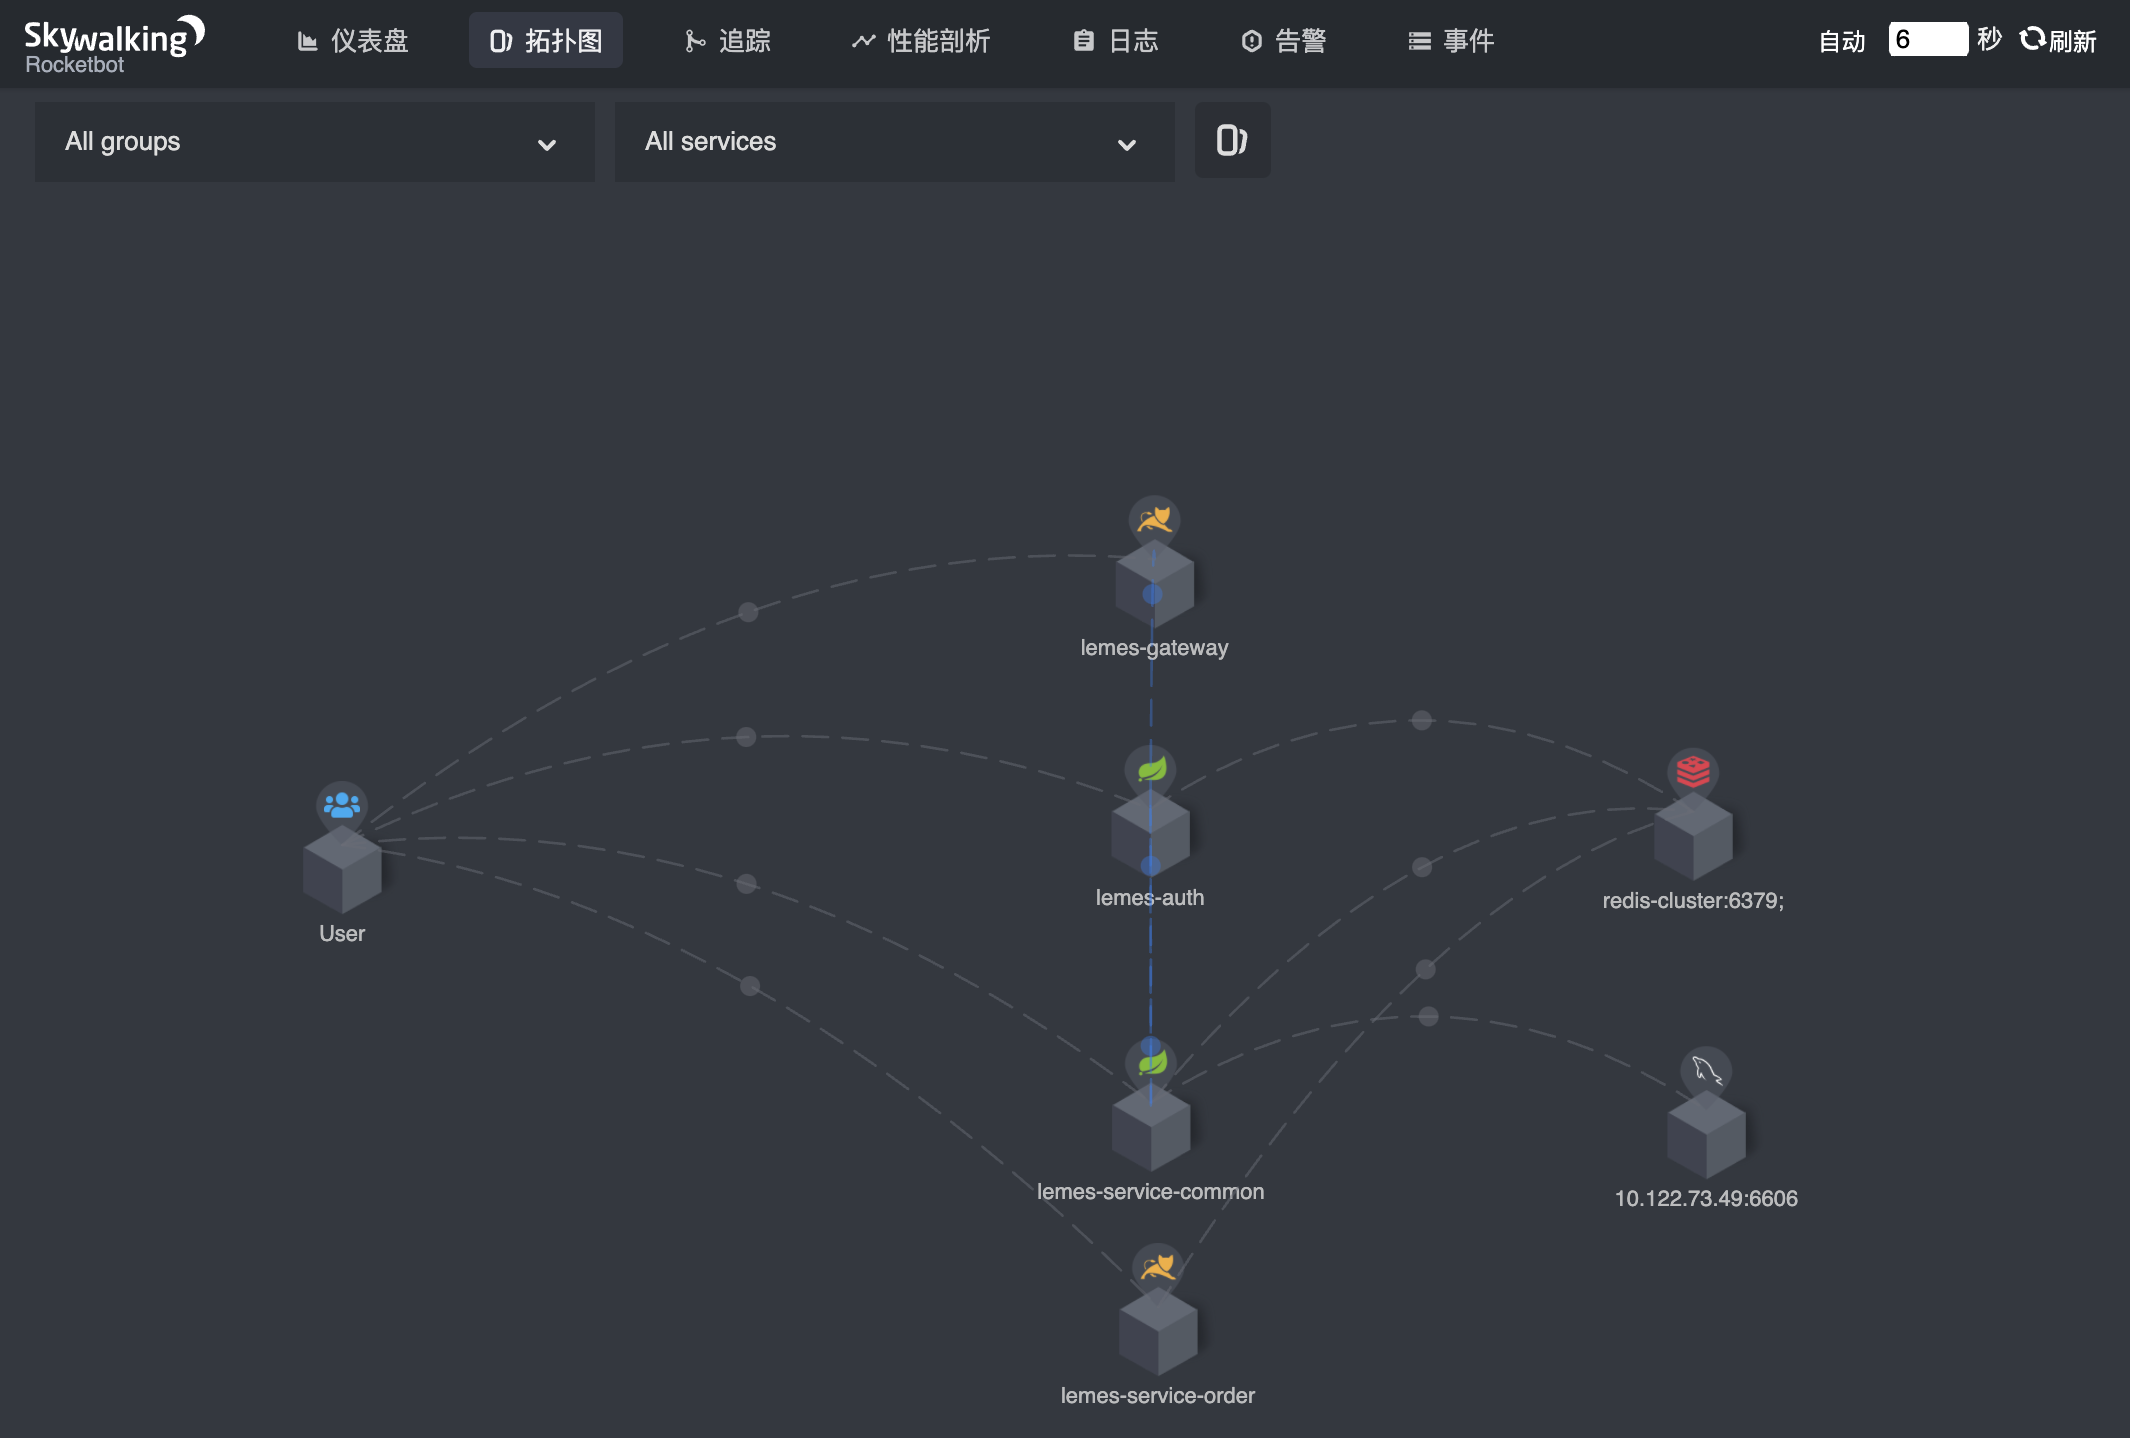 Skywalking
Rocketbot
仪表盘
拓扑图
追踪
性能剖析
日志
告警
事件
自动 6 秒 刷新
All groups
All services
lemes-gateway
lemes-auth
redis-cluster:6379;
User
lemes-service-common
10.122.73.49:6606
lemes-service-order